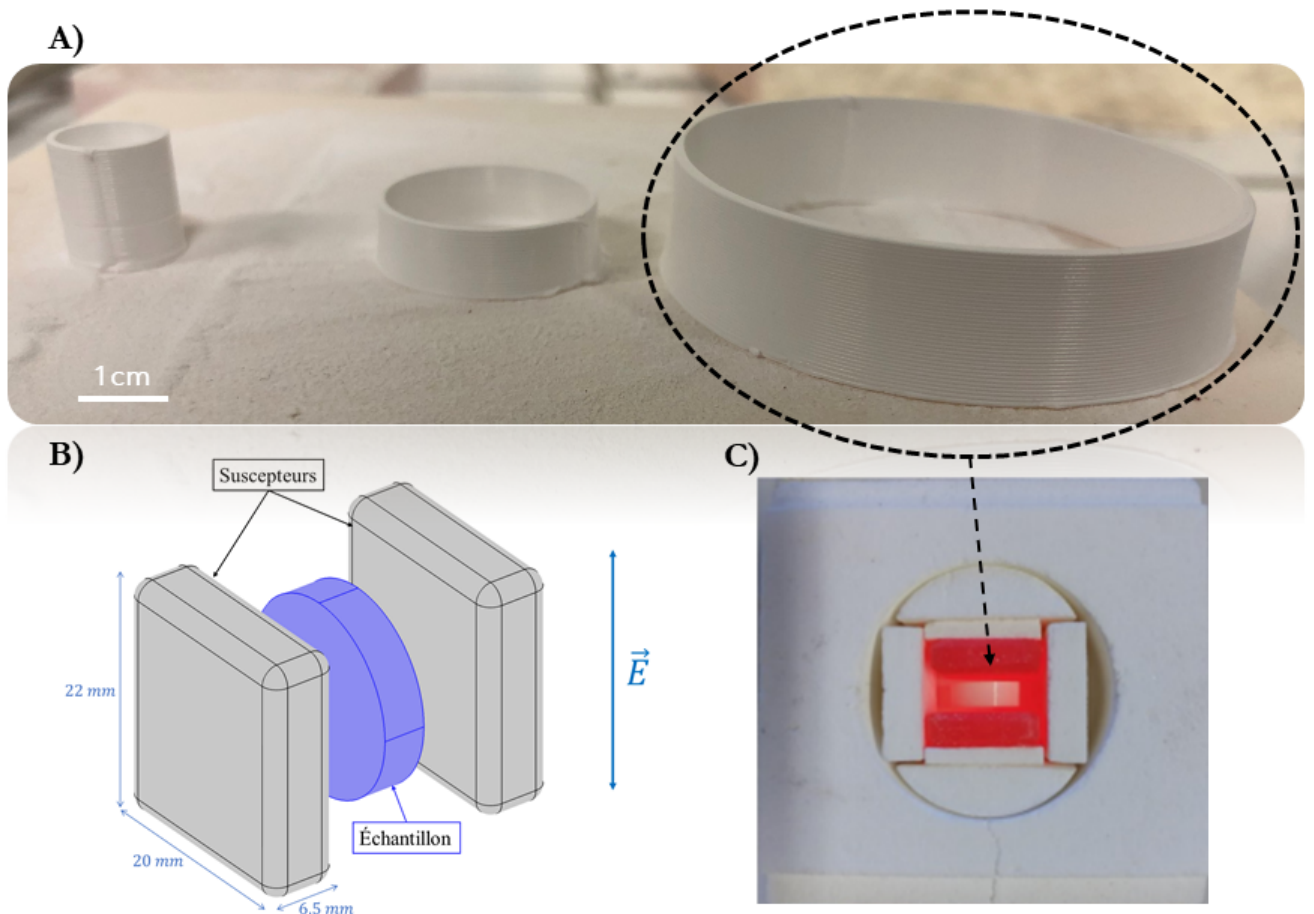 A)
1cm
B)
C)
Suscepteurs
22 mm
E⃗
Échantillon
20 mm
6.5 mm